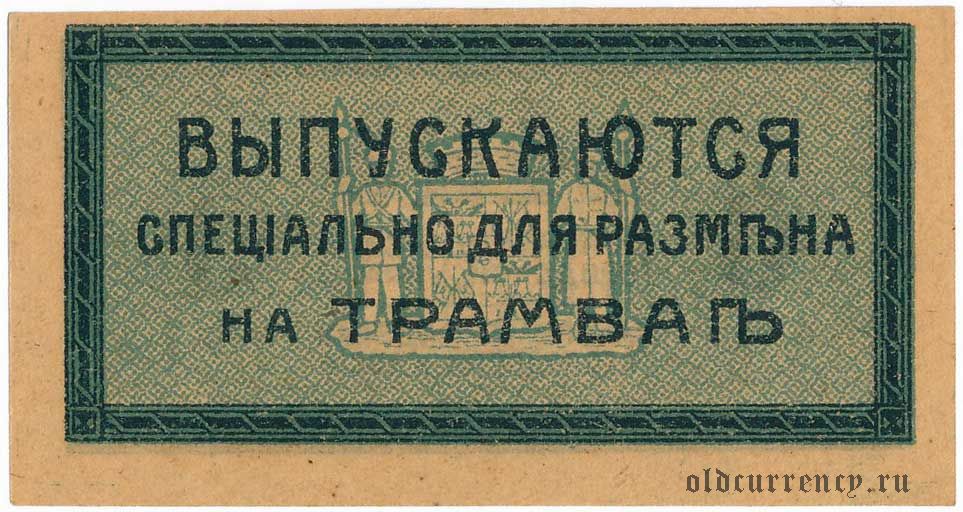 ВЫПУСКАЮТСЯ
СПЕЦІАЛЬНО ДЛЯ РАЗМѢНА
НА ТРАМВАѢ
oldcurrency.ru